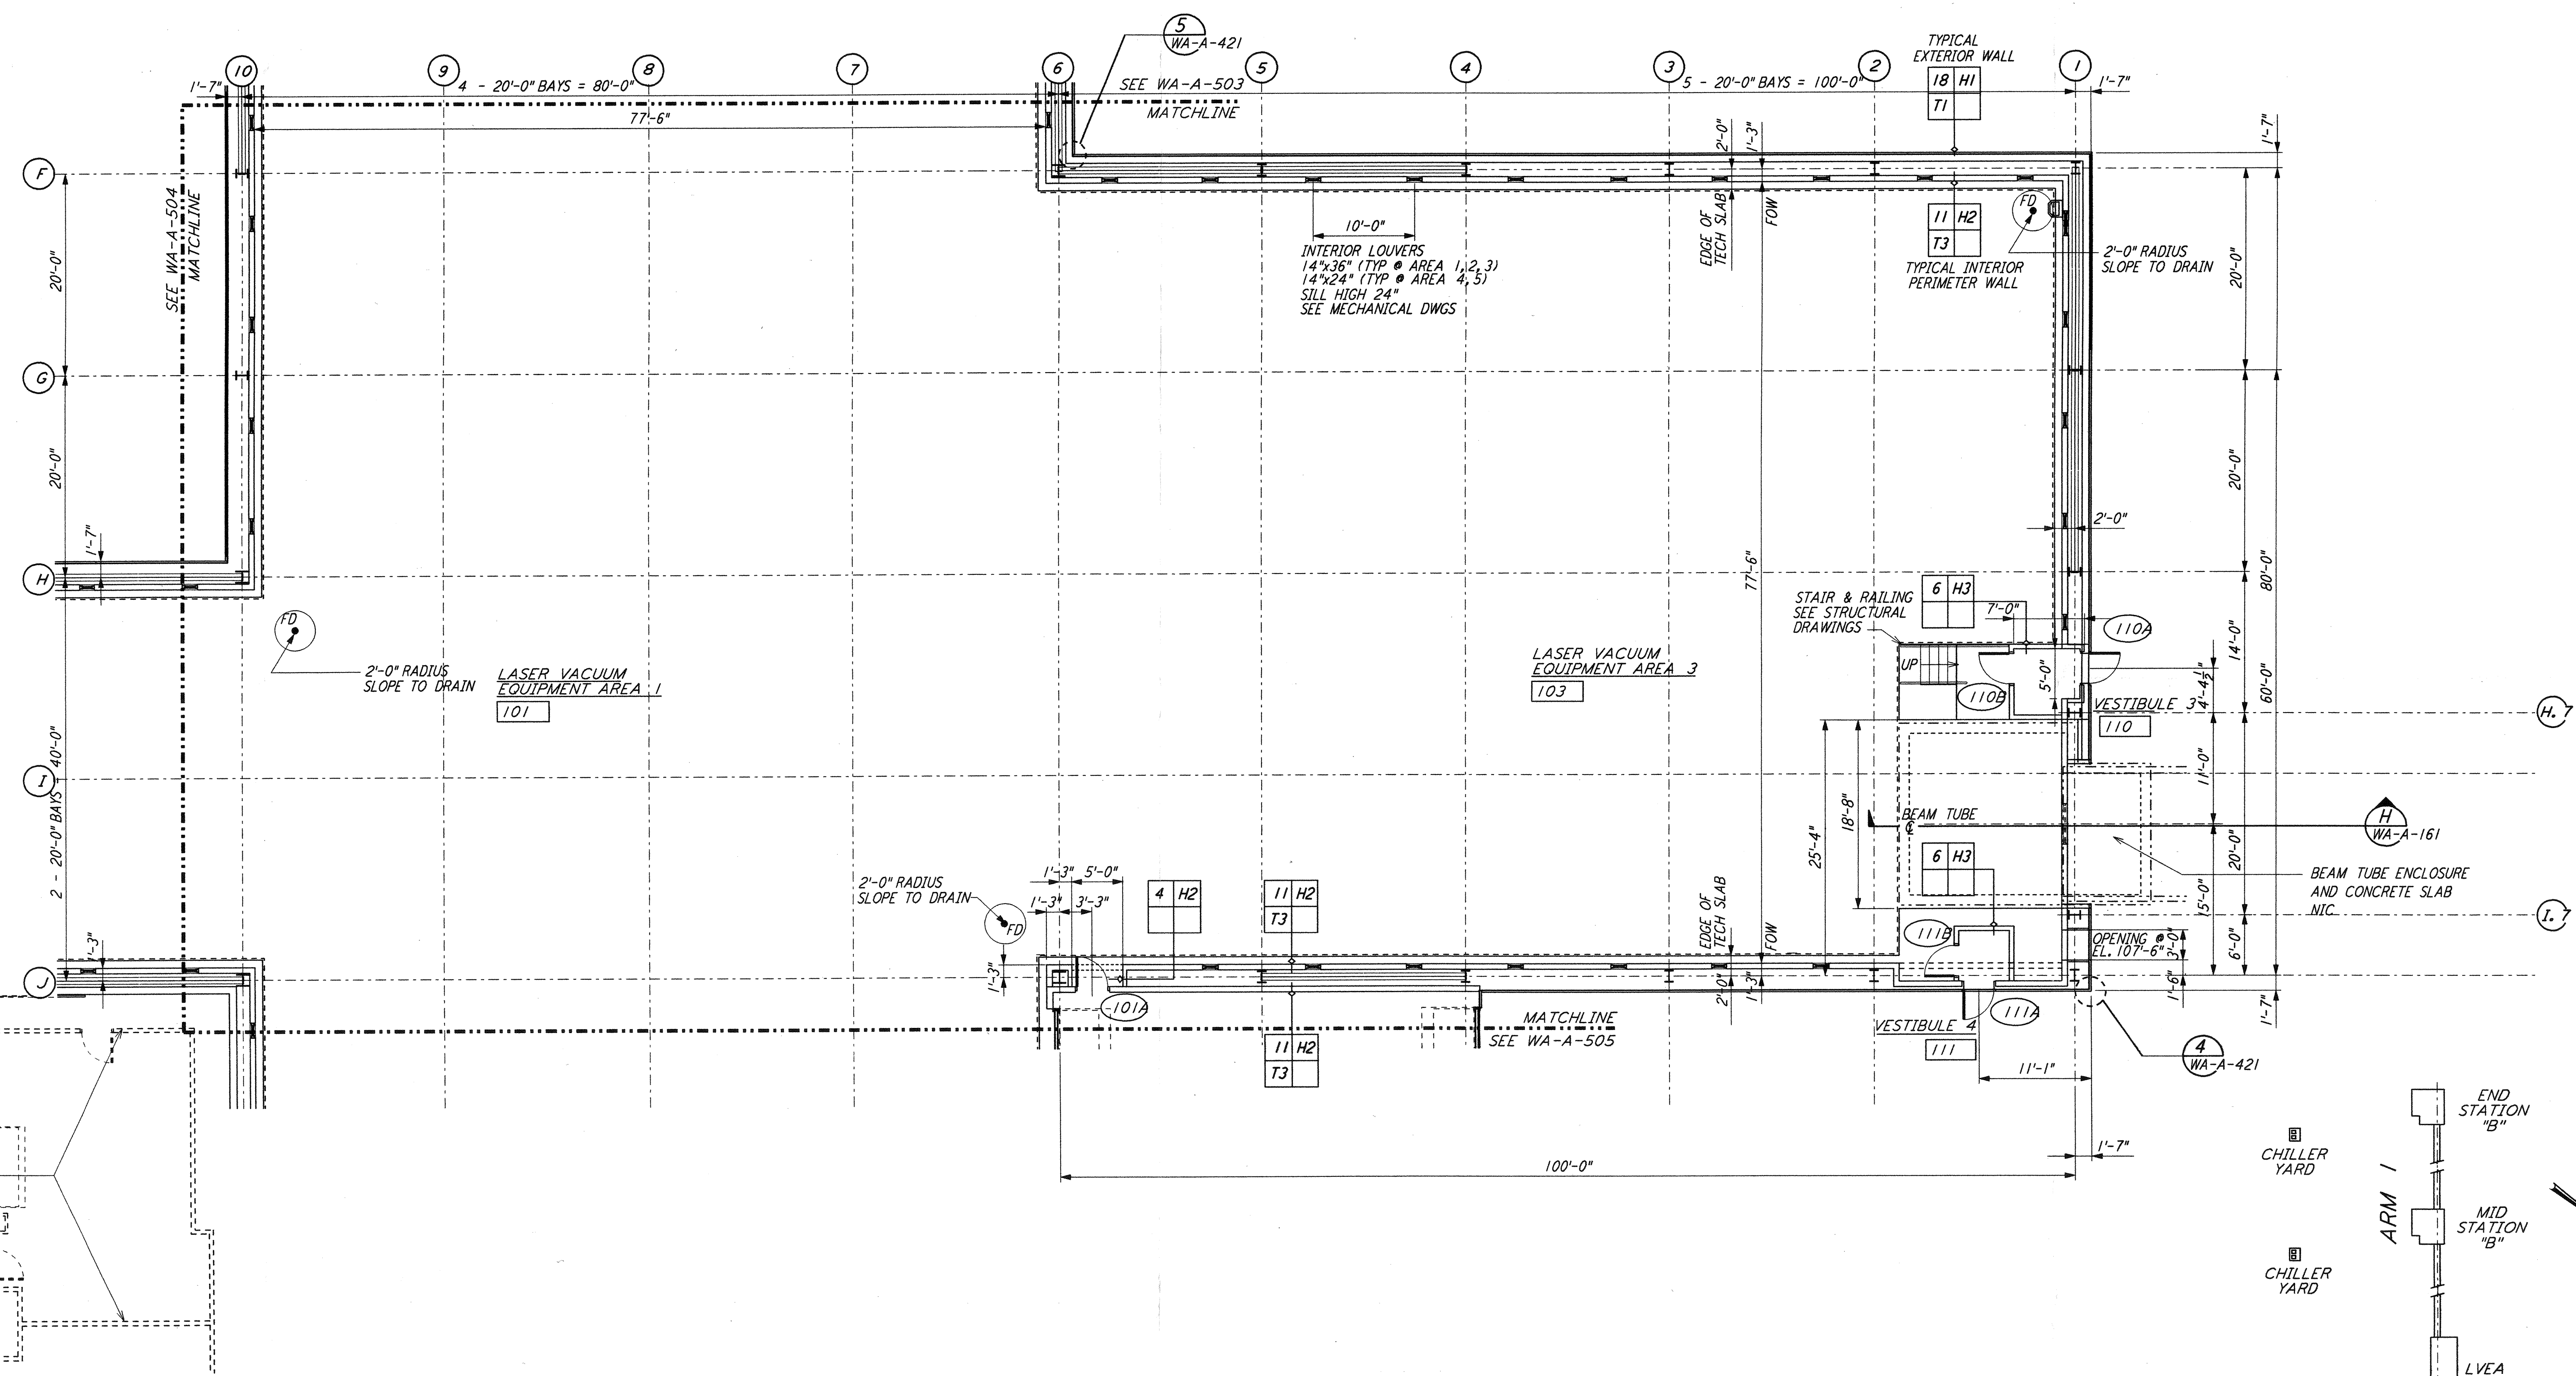 5
WA-A-421
TYPICAL
EXTERIOR WALL
18 H1
T1
10
9
8
7
6
5
4
3
2
1
1'-7"
4 - 20'-0" BAYS = 80'-0"
SEE WA-A-503
MATCHLINE
5 - 20'-0" BAYS = 100'-0"
1'-7"
77'-6"
2'-0"
1'-3"
1'-7"
F
SEE WA-A-504
MATCHLINE
20'-0"
10'-0"
INTERIOR LOUVERS
14"x36" (TYP @ AREA 1,2,3)
14"x24" (TYP @ AREA 4,5)
SILL HIGH 24"
SEE MECHANICAL DWGS
EDGE OF
TECH SLAB
FOW
11 H2
T3
TYPICAL INTERIOR
PERIMETER WALL
FD
2'-0" RADIUS
SLOPE TO DRAIN
20'-0"
G
20'-0"
20'-0"
2'-0"
1'-7"
H
77'-6"
80'-0"
6 H3
7'-0"
STAIR & RAILING
SEE STRUCTURAL
DRAWINGS
110A
14'-0"
FD
2'-0" RADIUS
SLOPE TO DRAIN
LASER VACUUM
EQUIPMENT AREA 1
101
LASER VACUUM
EQUIPMENT AREA 3
103
UP
110B
5'-0"
4'-4½"
60'-0"
VESTIBULE 3
110
H.7
2 - 20'-0" BAYS 40'-0"
I
11'-0"
18'-8"
25'-4"
BEAM TUBE
℄
H
WA-A-161
6 H3
20'-0"
15'-0"
BEAM TUBE ENCLOSURE
AND CONCRETE SLAB
NIC
2'-0" RADIUS
SLOPE TO DRAIN
FD
1'-3" 5'-0"
1'-3" 3'-3"
4 H2
11 H2
T3
EDGE OF
TECH SLAB
FOW
111B
I.7
OPENING @
EL. 107'-6"
3'-0"
6'-0"
1'-3"
J
1'-3"
101A
2'-0"
1'-3"
1'-6"
1'-7"
111A
MATCHLINE
SEE WA-A-505
VESTIBULE 4
111
11 H2
T3
11'-1"
4
WA-A-421
1'-7"
100'-0"
END
STATION
"B"
CHILLER
YARD
ARM 1
MID
STATION
"B"
CHILLER
YARD
LVEA